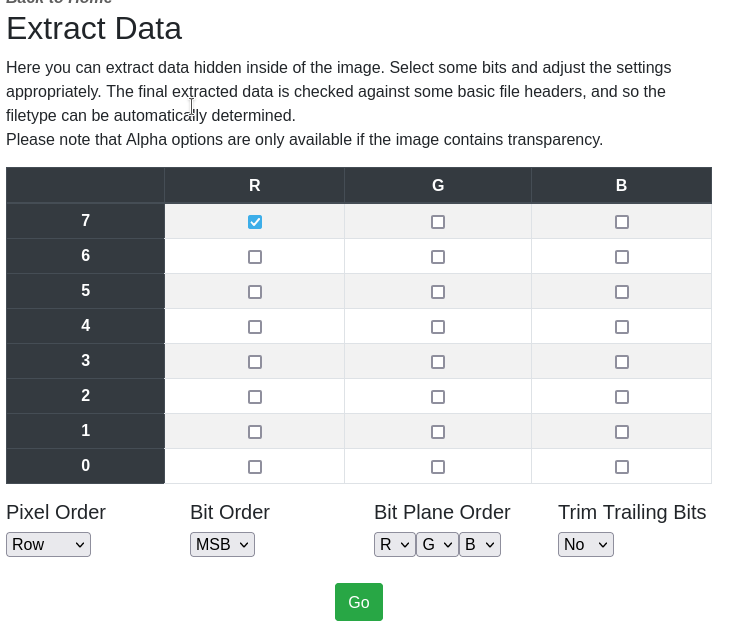 Back to Home
Extract Data
Here you can extract data hidden inside of the image. Select some bits and adjust the settings
appropriately. The final extracted data is checked against some basic file headers, and so the
filetype can be automatically determined.
Please note that Alpha options are only available if the image contains transparency.
R G B
7
6
5
4
3
2
1
0
Pixel Order Bit Order Bit Plane Order Trim Trailing Bits
Row MSB R G B No
Go